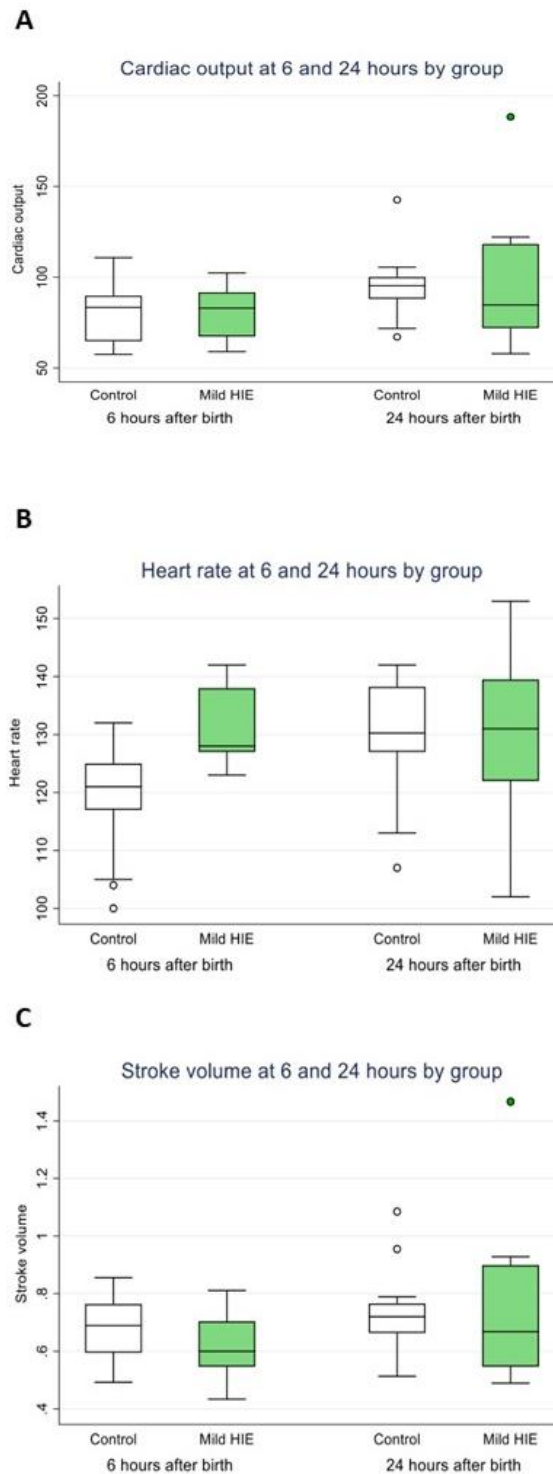 A
Cardiac output at 6 and 24 hours by group
200
150
100
50
Cardiac output
Control Mild HIE Control Mild HIE
6 hours after birth 24 hours after birth
B
Heart rate at 6 and 24 hours by group
150
140
130
120
110
100
Heart rate
Control Mild HIE Control Mild HIE
6 hours after birth 24 hours after birth
C
Stroke volume at 6 and 24 hours by group
1.4
1.2
1
.8
.6
.4
Stroke volume
Control Mild HIE Control Mild HIE
6 hours after birth 24 hours after birth